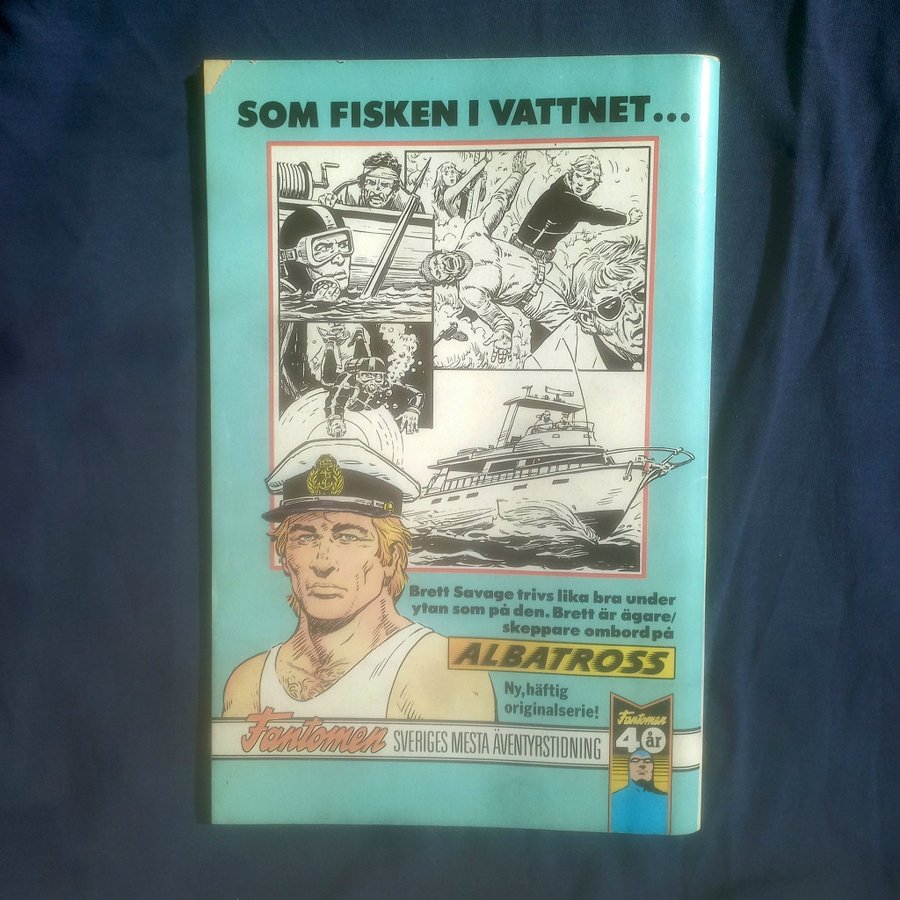 SOM FISKEN I VATTNET...
Brett Savage trivs lika bra under
ytan som på den. Brett är ägare/
skeppare ombord på
ALBATROSS
Ny, häftig
originalserie!
Fantomen SVERIGES MESTA ÄVENTYRSTIDNING
Fantomen
40 år